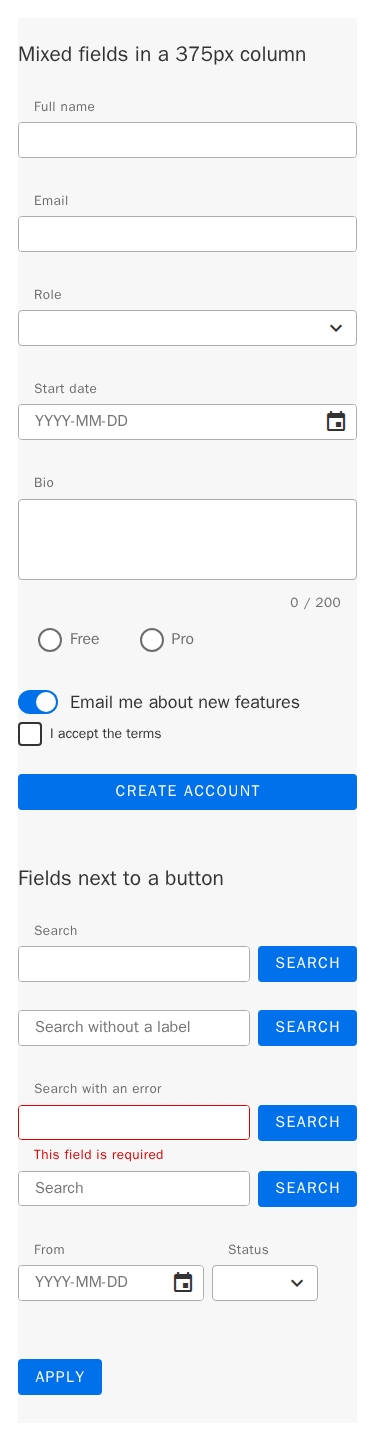 Mixed fields in a 375px column
Full name
Email
Role
Start date
YYYY-MM-DD
Bio
0 / 200
Free Pro
Email me about new features
I accept the terms
CREATE ACCOUNT
Fields next to a button
Search
SEARCH
Search without a label SEARCH
Search with an error
SEARCH
This field is required
Search SEARCH
From Status
YYYY-MM-DD
APPLY